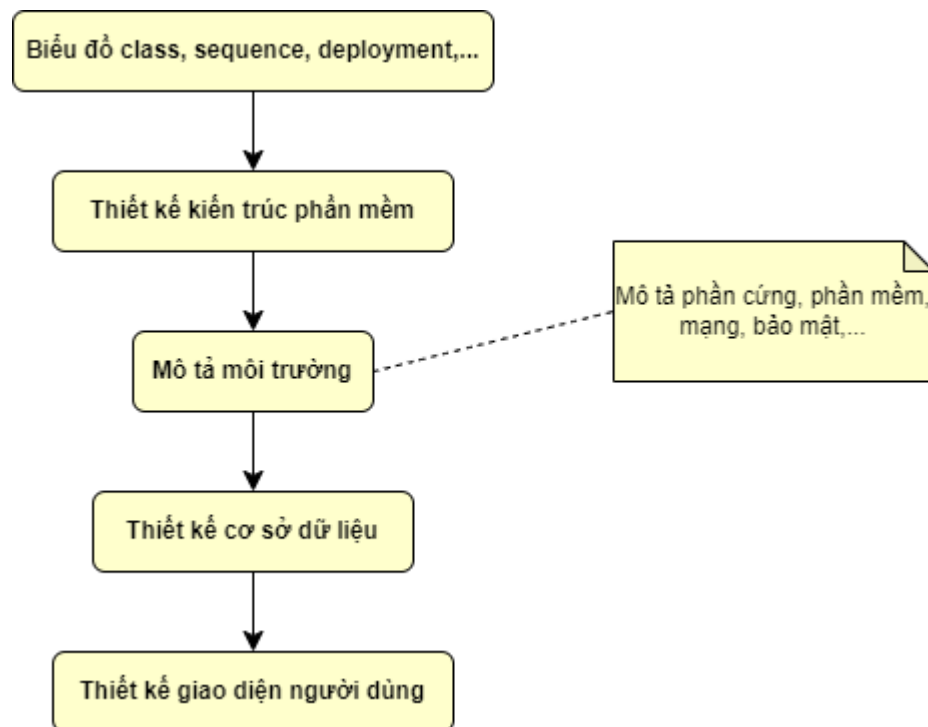 Biểu đồ class, sequence, deployment,...
Thiết kế kiến trúc phần mềm
Mô tả phần cứng, phần mềm,
mạng, bảo mật,...
Mô tả môi trường
Thiết kế cơ sở dữ liệu
Thiết kế giao diện người dùng